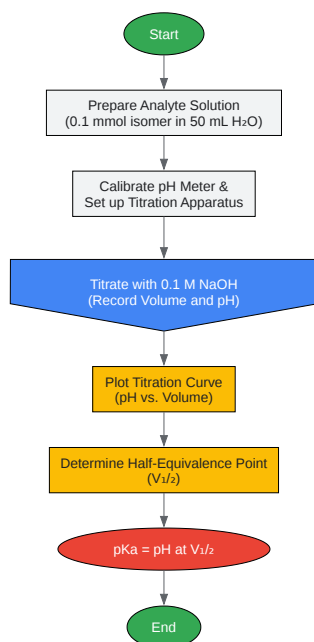 Start
Prepare Analyte Solution
(0.1 mmol isomer in 50 mL H₂O)
Calibrate pH Meter &
Set up Titration Apparatus
Titrate with 0.1 M NaOH
(Record Volume and pH)
Plot Titration Curve
(pH vs. Volume)
Determine Half-Equivalence Point
(V₁/₂)
pKa = pH at V₁/₂
End